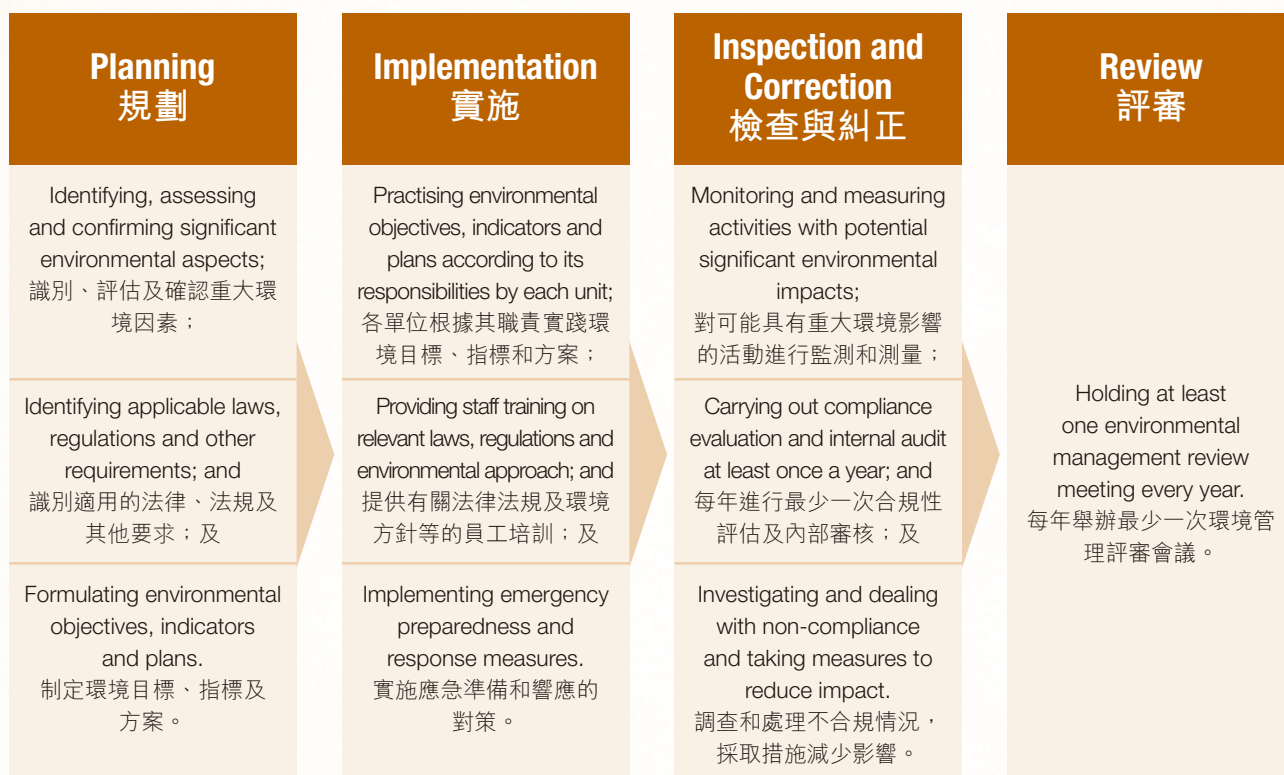 Planning
規劃
Identifying, assessing
and confirming significant
environmental aspects;
識別、評估及確認重大環
境因素；
Identifying applicable laws,
regulations and other
requirements; and
識別適用的法律、法規及
其他要求；及
Formulating environmental
objectives, indicators
and plans.
制定環境目標、指標及
方案。
Implementation
實施
Practising environmental
objectives, indicators and
plans according to its
responsibilities by each unit;
各單位根據其職責實踐環
境目標、指標和方案；
Providing staff training on
relevant laws, regulations and
environmental approach; and
提供有關法律法規及環境
方針等的員工培訓；及
Implementing emergency
preparedness and
response measures.
實施應急準備和響應的
對策。
Inspection and
Correction
檢查與糾正
Monitoring and measuring
activities with potential
significant environmental
impacts;
對可能具有重大環境影響
的活動進行監測和測量；
Carrying out compliance
evaluation and internal audit
at least once a year; and
每年進行最少一次合規性
評估及內部審核；及
Investigating and dealing
with non-compliance
and taking measures to
reduce impact.
調查和處理不合規情況，
採取措施減少影響。
Review
評審
Holding at least
one environmental
management review
meeting every year.
每年舉辦最少一次環境管
理評審會議。